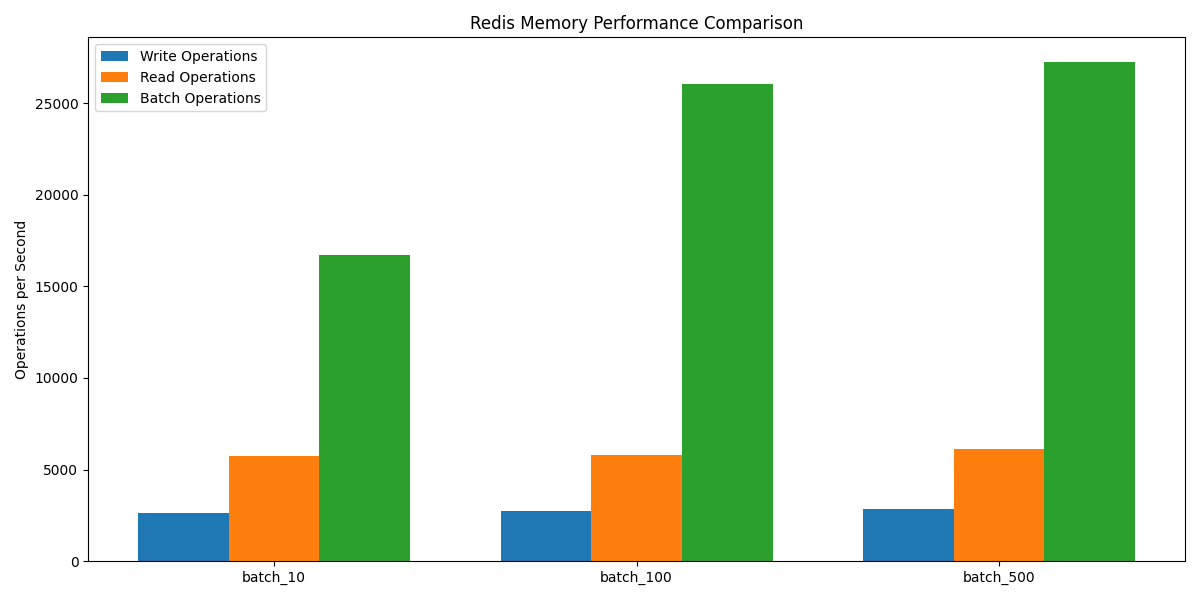 Redis Memory Performance Comparison
Write Operations
Read Operations
Batch Operations
Operations per Second
25000
20000
15000
10000
5000
0
batch_10
batch_100
batch_500